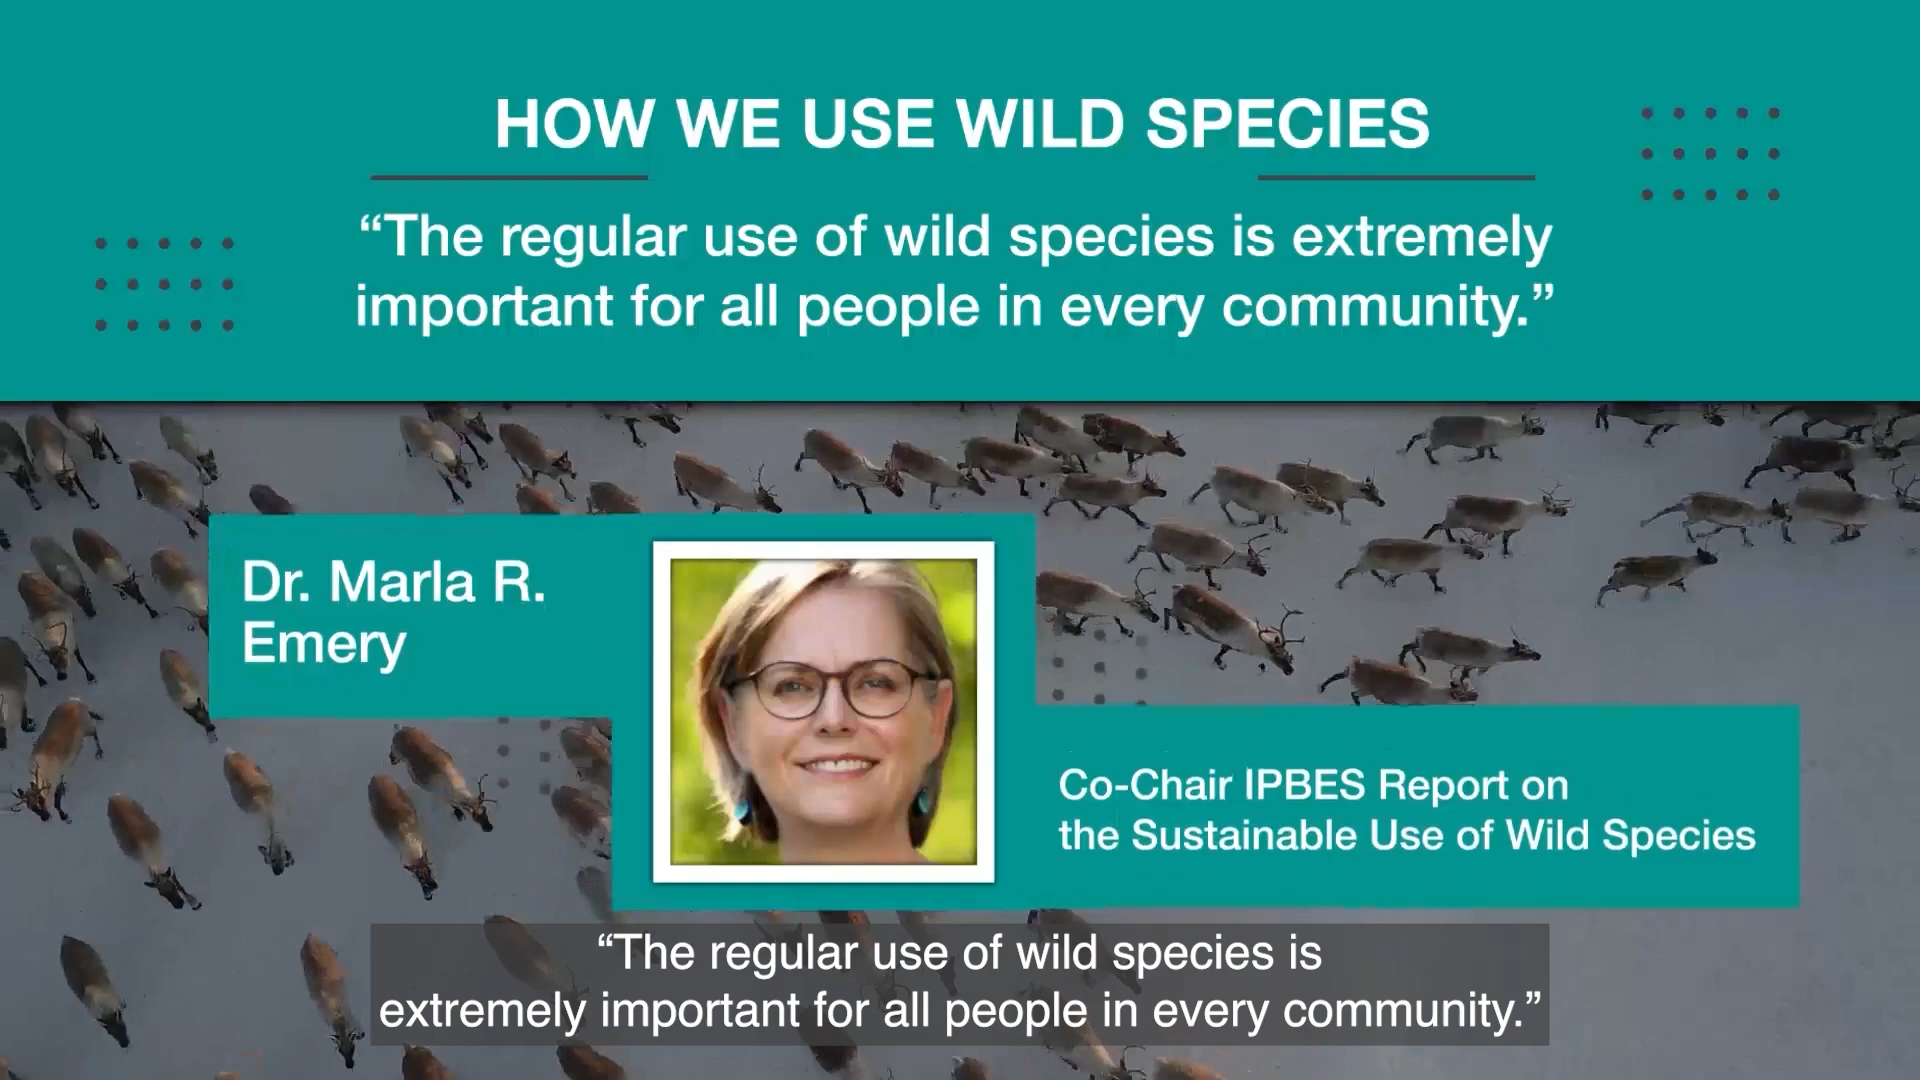 HOW WE USE WILD SPECIES
“The regular use of wild species is extremely
important for all people in every community.”
Dr. Marla R.
Emery
Co-Chair IPBES Report on
the Sustainable Use of Wild Species
“The regular use of wild species is
extremely important for all people in every community.”